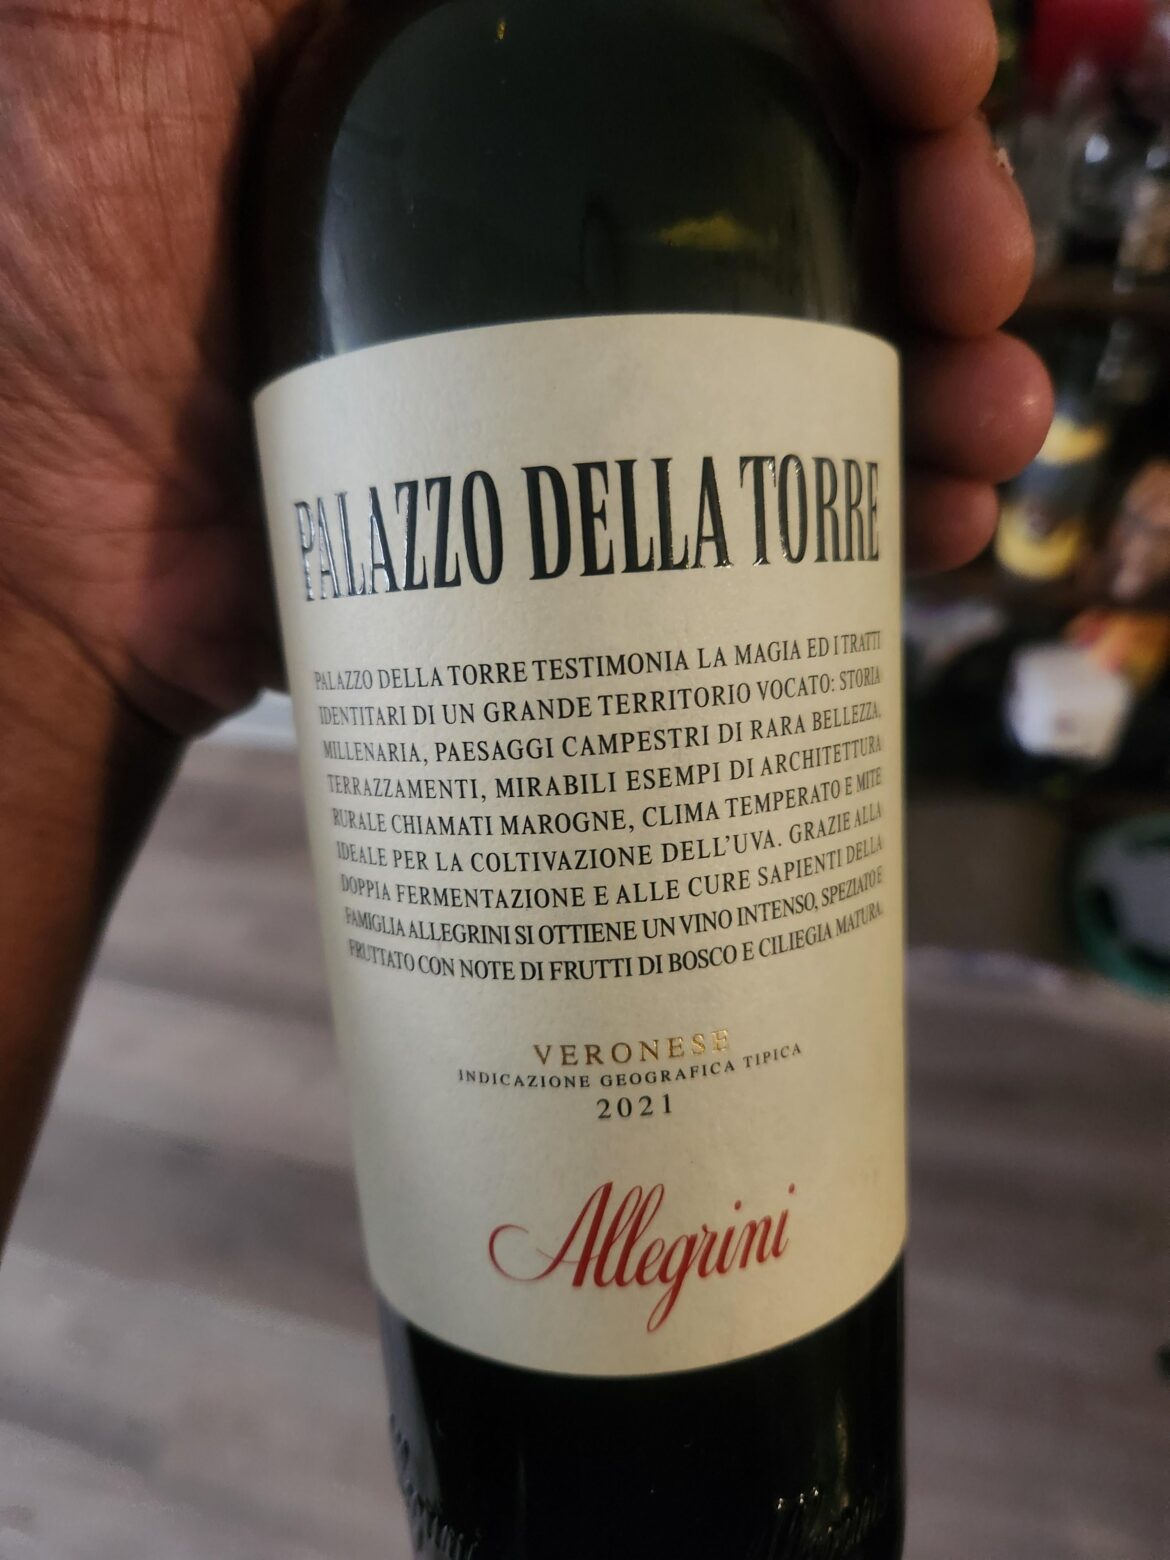 PALAZZO DELLA TORRE
PALAZZO DELLA TORRE TESTIMONIA LA MAGIA ED I TRATTI
IDENTITARI DI UN GRANDE TERRITORIO VOCATO: STORIA
MILLENARIA, PAESAGGI CAMPESTRI DI RARA BELLEZZA,
TERRAZZAMENTI, MIRABILI ESEMPI DI ARCHITETTURA
RURALE CHIAMATI MAROGNE, CLIMA TEMPERATO E MITE
IDEALE PER LA COLTIVAZIONE DELL'UVA. GRAZIE ALLA
DOPPIA FERMENTAZIONE E ALLE CURE SAPIENTI DELLA
FAMIGLIA ALLEGRINI SI OTTIENE UN VINO INTENSO, SPEZIATO E
FRUTTATO CON NOTE DI FRUTTI DI BOSCO E CILIEGIA MATURA.
VERONESE
INDICAZIONE GEOGRAFICA TIPICA
2021
Allegrini